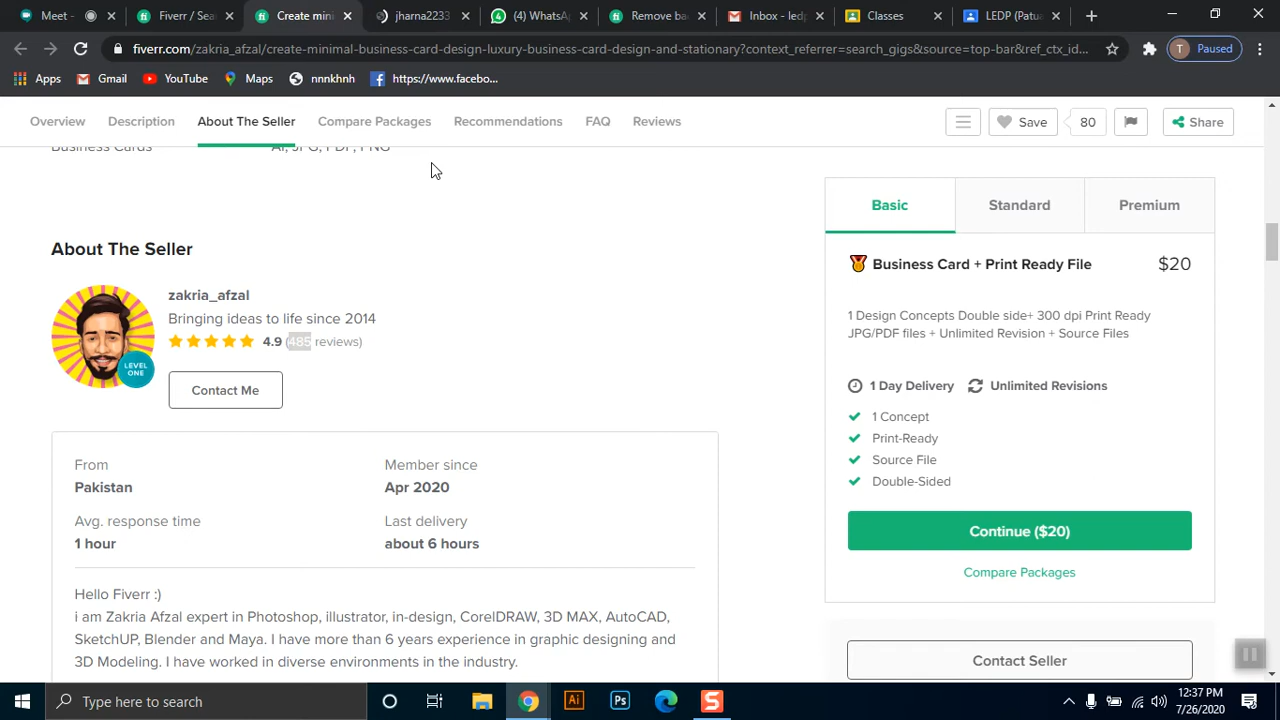 Meet -
Fiverr / Sea
Create mini
jharna2233
(4) WhatsA
Remove ba
Inbox - ledp
Classes
LEDP (Patua
fiverr.com/zakria_afzal/create-minimal-business-card-design-luxury-business-card-design-and-stationary?context_referrer=search_gigs&source=top-bar&ref_ctx_id...
T Paused
Apps
Gmail
YouTube
Maps
nnnkhnh
https://www.facebo...
Overview
Description
About The Seller
Compare Packages
Recommendations
FAQ
Reviews
Save
80
Share
Business Cards
AI, JPG, PDF, PNG
About The Seller
zakria_afzal
Bringing ideas to life since 2014
4.9 (485 reviews)
LEVEL
ONE
Contact Me
From
Pakistan
Member since
Apr 2020
Avg. response time
1 hour
Last delivery
about 6 hours
Hello Fiverr :)
i am Zakria Afzal expert in Photoshop, illustrator, in-design, CorelDRAW, 3D MAX, AutoCAD,
SketchUP, Blender and Maya. I have more than 6 years experience in graphic designing and
3D Modeling. I have worked in diverse environments in the industry.
Basic
Standard
Premium
Business Card + Print Ready File
$20
1 Design Concepts Double side+ 300 dpi Print Ready
JPG/PDF files + Unlimited Revision + Source Files
1 Day Delivery
Unlimited Revisions
1 Concept
Print-Ready
Source File
Double-Sided
Continue ($20)
Compare Packages
Contact Seller
Type here to search
Ai
Ps
S
12:37 PM
7/26/2020